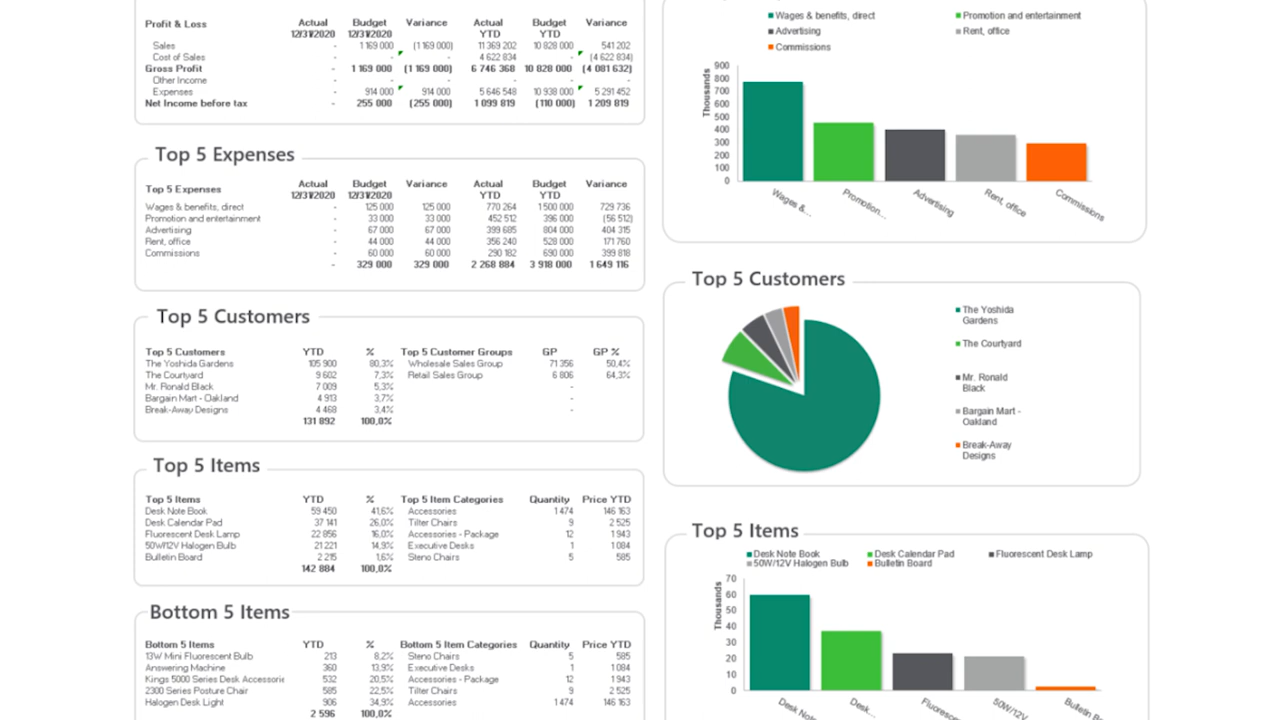 Profit & Loss Actual Budget Variance Actual Budget Variance
12/31/2020 12/31/2020 YTD YTD
Sales - 1 169 000 (1 169 000) 11 369 202 10 828 000 541 202
Cost of Sales - - - 4 622 834 - (4 622 834)
Gross Profit - 1 169 000 (1 169 000) 6 746 368 10 828 000 (4 081 632)
Other Income - - - - - -
Expenses - 914 000 914 000 5 646 548 10 938 000 5 291 452
Net Income before tax - 255 000 (255 000) 1 099 819 (110 000) 1 209 819
Top 5 Expenses
Top 5 Expenses Actual Budget Variance Actual Budget Variance
12/31/2020 12/31/2020 YTD YTD
Wages & benefits, direct - 125 000 125 000 770 264 1 500 000 729 736
Promotion and entertainment - 33 000 33 000 452 512 396 000 (56 512)
Advertising - 67 000 67 000 399 685 804 000 404 315
Rent, office - 44 000 44 000 356 240 528 000 171 760
Commissions - 60 000 60 000 290 182 690 000 399 818
- 329 000 329 000 2 268 884 3 918 000 1 649 116
Top 5 Customers
Top 5 Customers YTD % Top 5 Customer Groups GP GP %
The Yoshida Gardens 105 900 80,3% Wholesale Sales Group 71 356 50,4%
The Courtyard 9 602 7,3% Retail Sales Group 6 806 64,3%
Mr. Ronald Black 7 009 5,3% -
Bargain Mart - Oakland 4 913 3,7% -
Break-Away Designs 4 468 3,4% -
131 892 100,0%
Top 5 Items
Top 5 Items YTD % Top 5 Item Categories Quantity Price YTD
Desk Note Book 59 450 41,6% Accessories 1 474 146 163
Desk Calendar Pad 37 141 26,0% Tilter Chairs 9 2 525
Fluorescent Desk Lamp 22 856 16,0% Accessories - Package 12 1 943
50W/12V Halogen Bulb 21 221 14,9% Executive Desks 1 1 084
Bulletin Board 2 215 1,6% Steno Chairs 5 585
142 884 100,0%
Bottom 5 Items
Bottom 5 Items YTD % Bottom 5 Item Categories Quantity Price YTD
13W Mini Fluorescent Bulb 213 8,2% Steno Chairs 5 585
Answering Machine 360 13,9% Executive Desks 1 1 084
Kings 5000 Series Desk Accessorie 532 20,5% Accessories - Package 12 1 943
2300 Series Posture Chair 585 22,5% Tilter Chairs 9 2 525
Halogen Desk Light 906 34,9% Accessories 1 474 146 163
2 596 100,0%
Wages & benefits, direct Promotion and entertainment
Advertising Rent, office
Commissions
Thousands
900
800
700
600
500
400
300
200
100
0
Wages &... Promotion... Advertising Rent, office Commissions
Top 5 Customers
The Yoshida
Gardens
The Courtyard
Mr. Ronald
Black
Bargain Mart -
Oakland
Break-Away
Designs
Top 5 Items
Desk Note Book Desk Calendar Pad Fluorescent Desk Lamp
50W/12V Halogen Bulb Bulletin Board
Thousands
70
60
50
40
30
20
10
0
Desk Note Desk... Fluoresc 50W/12V Bulletin B